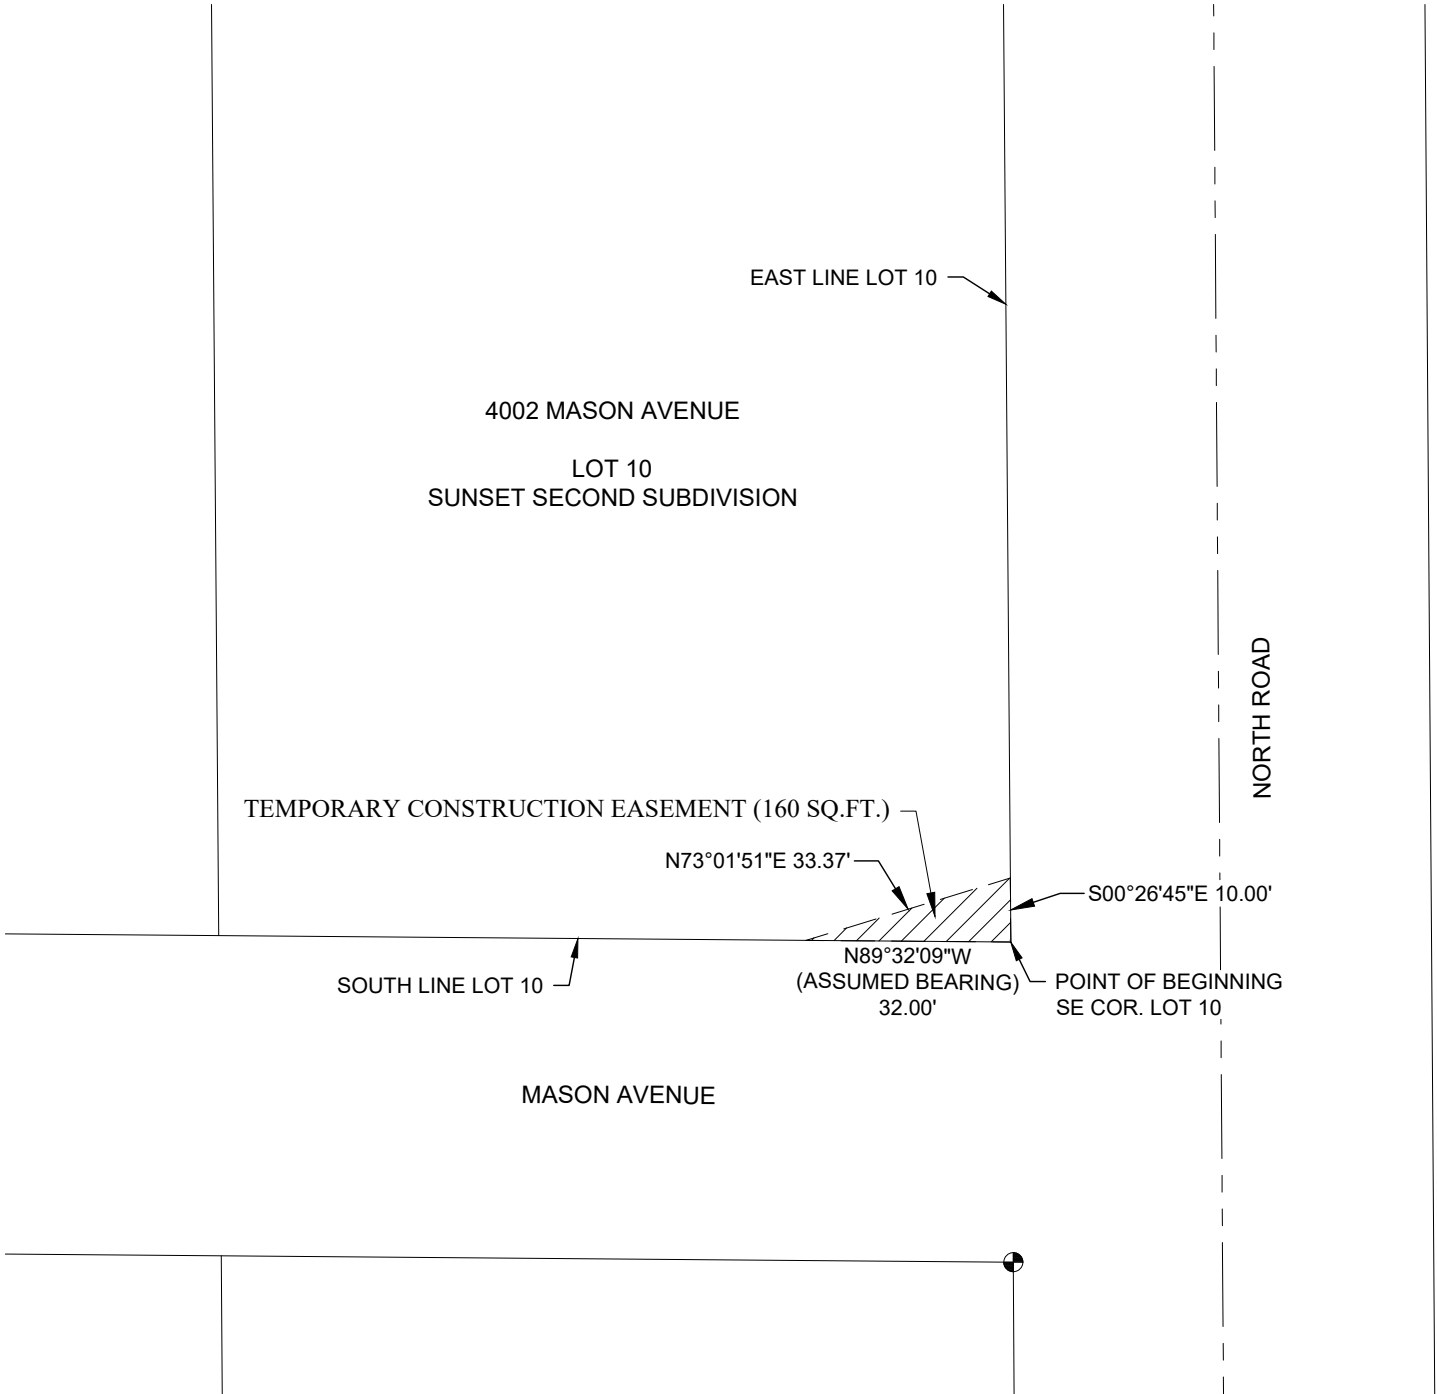 EAST LINE LOT 10
4002 MASON AVENUE
LOT 10
SUNSET SECOND SUBDIVISION
NORTH ROAD
TEMPORARY CONSTRUCTION EASEMENT (160 SQ.FT.)
N73°01'51"E 33.37'
S00°26'45"E 10.00'
N89°32'09"W
(ASSUMED BEARING)
32.00'
SOUTH LINE LOT 10
POINT OF BEGINNING
SE COR. LOT 10
MASON AVENUE